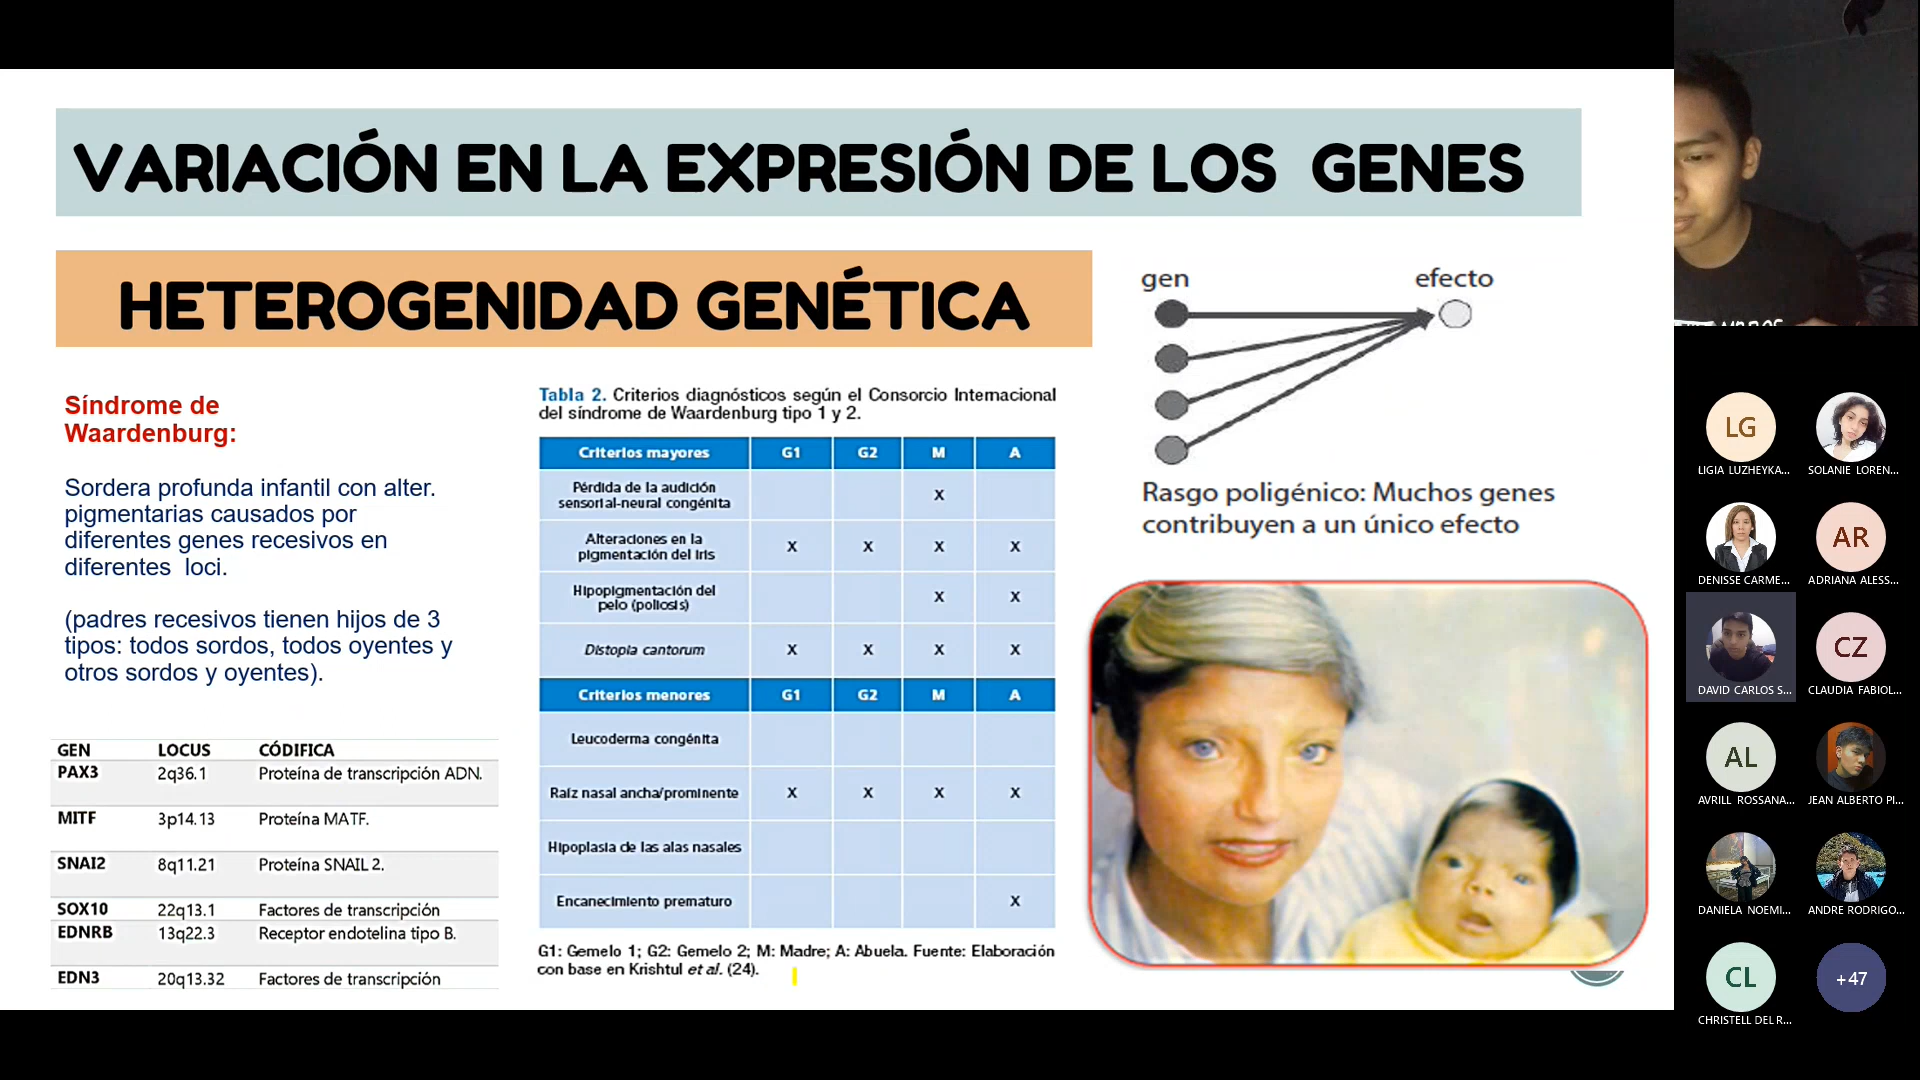 VARIACIÓN EN LA EXPRESIÓN DE LOS GENES
HETEROGENIDAD GENÉTICA
Síndrome de
Waardenburg:
Sordera profunda infantil con alter.
pigmentarias causados por
diferentes genes recesivos en
diferentes loci.
(padres recesivos tienen hijos de 3
tipos: todos sordos, todos oyentes y
otros sordos y oyentes).
GEN LOCUS CÓDIFICA
PAX3 2q36.1 Proteína de transcripción ADN.
MITF 3p14.13 Proteína MATF.
SNAI2 8q11.21 Proteína SNAIL 2.
SOX10 22q13.1 Factores de transcripción
EDNRB 13q22.3 Receptor endotelina tipo B.
EDN3 20q13.32 Factores de transcripción
Tabla 2. Criterios diagnósticos según el Consorcio Internacional
del síndrome de Waardenburg tipo 1 y 2.
Criterios mayores G1 G2 M A
Pérdida de la audición
sensorial-neural congénita X
Alteraciones en la
pigmentación del iris X X X X
Hipopigmentación del
pelo (poliosis) X X
Distopia cantorum X X X X
Criterios menores G1 G2 M A
Leucoderma congénita
Raíz nasal ancha/prominente X X X X
Hipoplasia de las alas nasales
Encanecimiento prematuro X
G1: Gemelo 1; G2: Gemelo 2; M: Madre; A: Abuela. Fuente: Elaboración
con base en Krishtul et al. (24).
gen efecto
Rasgo poligénico: Muchos genes
contribuyen a un único efecto
LG
LIGIA LUZHEYKA...
SOLANIE LOREN...
DENISSE CARME...
AR
ADRIANA ALESS...
DAVID CARLOS S...
CZ
CLAUDIA FABIOL...
AL
AVRILL ROSSANA...
JEAN ALBERTO PI...
DANIELA NOEMI...
ANDRE RODRIGO...
CL
CHRISTELL DEL R...
+47